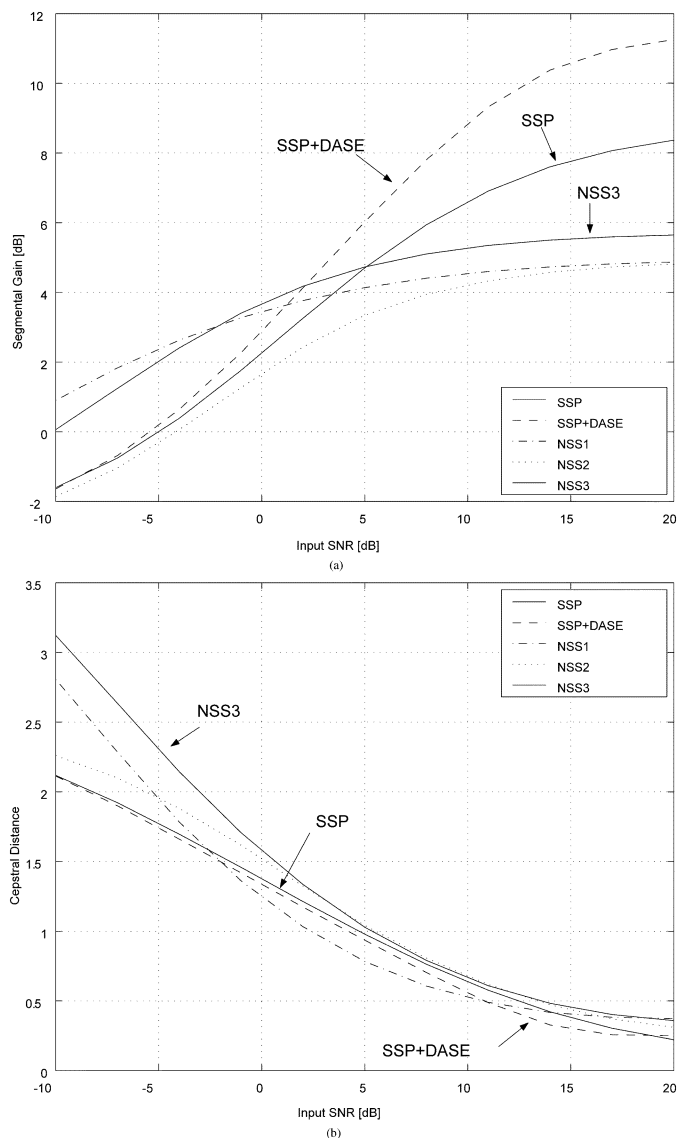 12
10
8
6
4
2
0
-2
-10
-5
0
5
10
15
20
Segmental Gain [dB]
Input SNR [dB]
SSP+DASE
SSP
NSS3
SSP
SSP+DASE
NSS1
NSS2
NSS3
(a)
3.5
3
2.5
2
1.5
1
0.5
0
-10
-5
0
5
10
15
20
Cepstral Distance
Input SNR [dB]
NSS3
SSP
SSP+DASE
SSP
SSP+DASE
NSS1
NSS2
NSS3
(b)